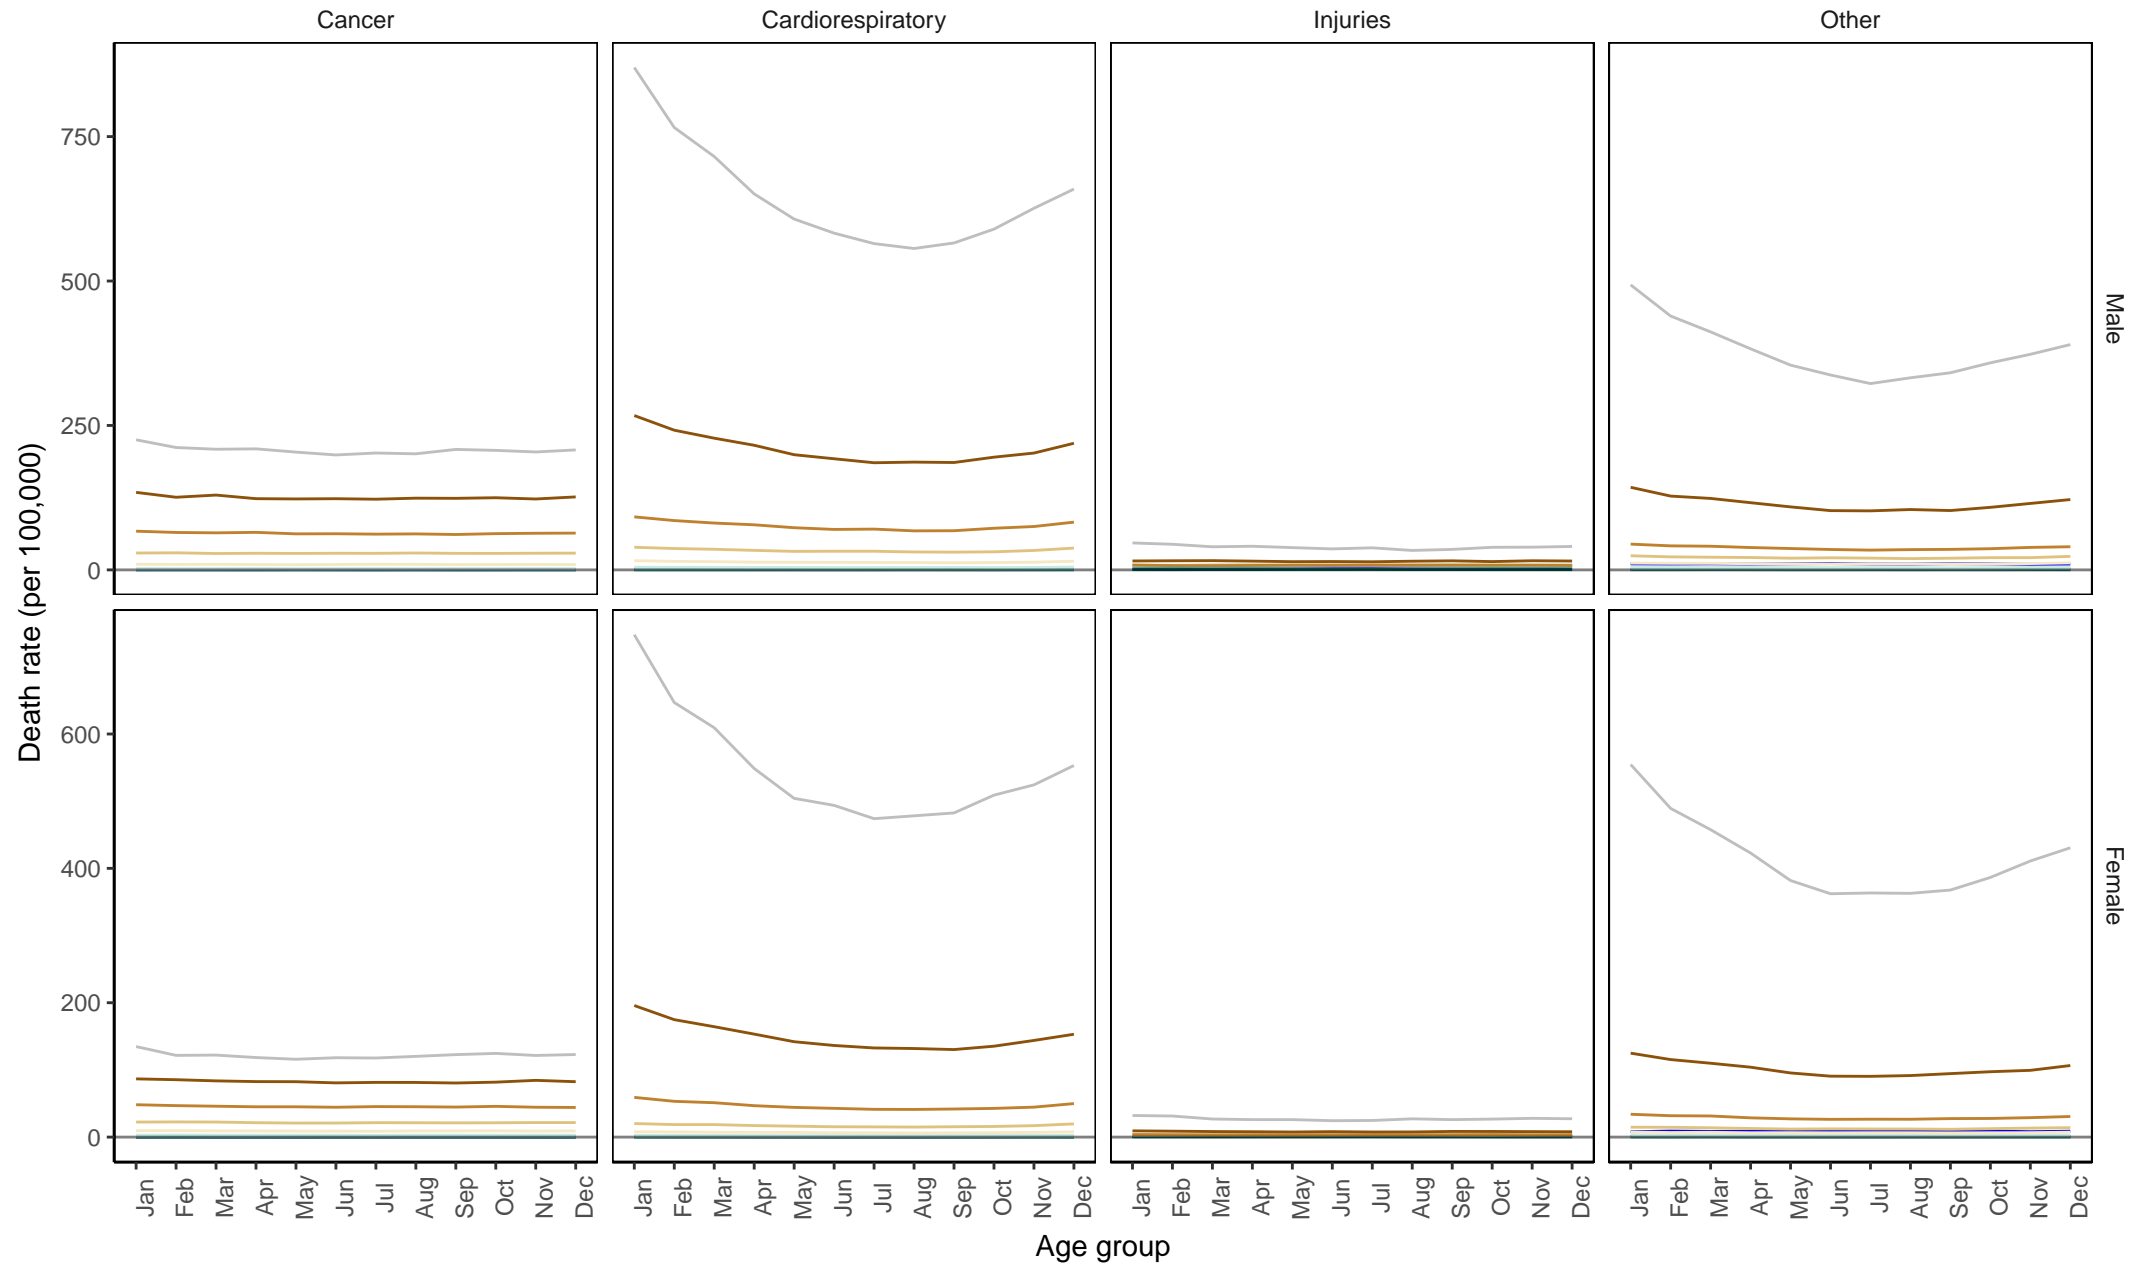 Cancer Cardiorespiratory Injuries Other
750
500
250
0
Male
Death rate (per 100,000)
600
400
200
0
Female
Jan Feb Mar Apr May Jun Jul Aug Sep Oct Nov Dec Jan Feb Mar Apr May Jun Jul Aug Sep Oct Nov Dec Jan Feb Mar Apr May Jun Jul Aug Sep Oct Nov Dec Jan Feb Mar Apr May Jun Jul Aug Sep Oct Nov Dec
Age group